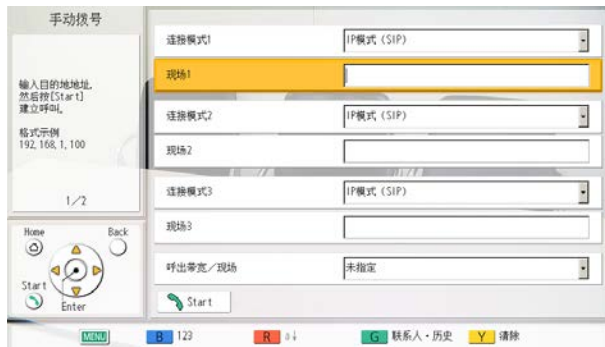 手动拨号
输入目的地地址,
然后按[Start]
建立呼叫。
格式示例
192, 168, 1, 100
1/2
Home
Back
Start
Enter
连接模式1
IP模式 (SIP)
现场1
连接模式2
IP模式 (SIP)
现场2
连接模式3
IP模式 (SIP)
现场3
呼出带宽/现场
未指定
Start
MENU
B 123
R
G 联系人・历史
Y 清除